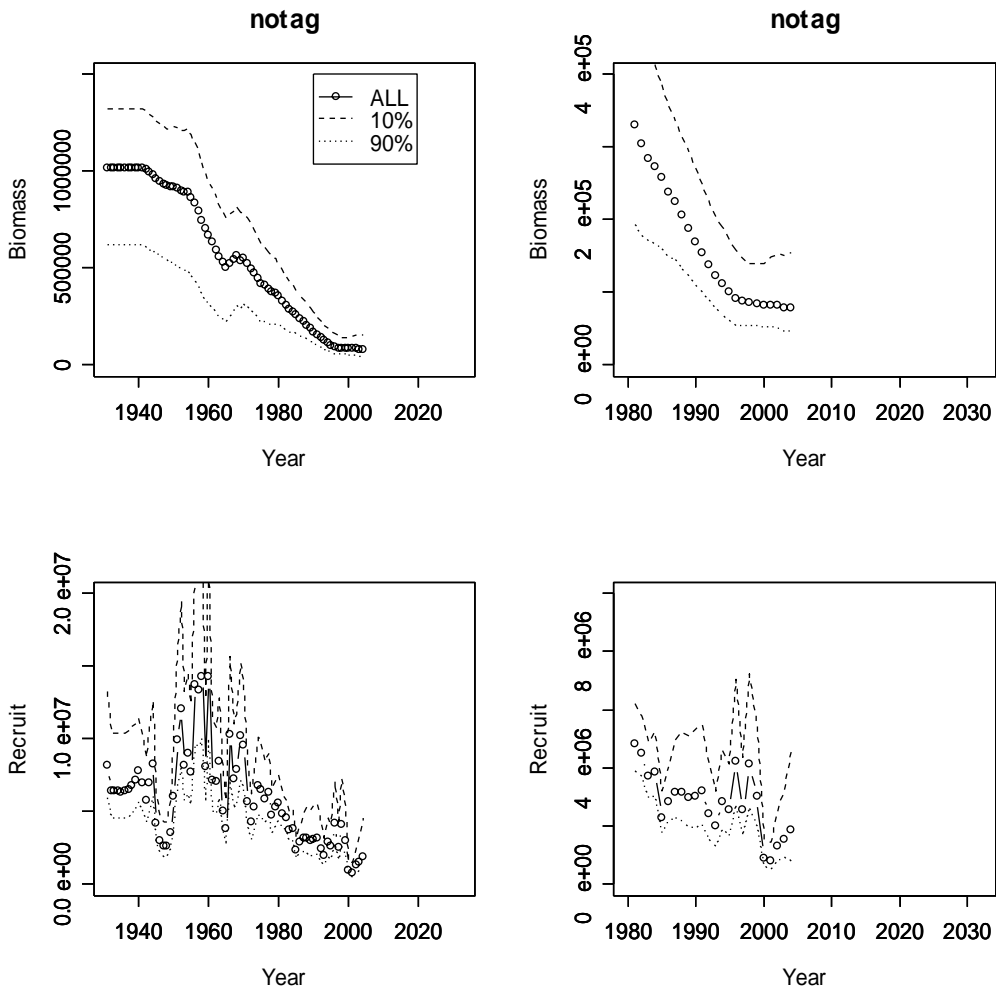 notag
Biomass
0
500000
1000000
ALL
10%
90%
1940 1960 1980 2000 2020
Year
notag
Biomass
0 e+00
2 e+05
4 e+05
1980 1990 2000 2010 2020 2030
Year
Recruit
0.0 e+00
1.0 e+07
2.0 e+07
1940 1960 1980 2000 2020
Year
Recruit
0 e+00
4 e+06
8 e+06
1980 1990 2000 2010 2020 2030
Year